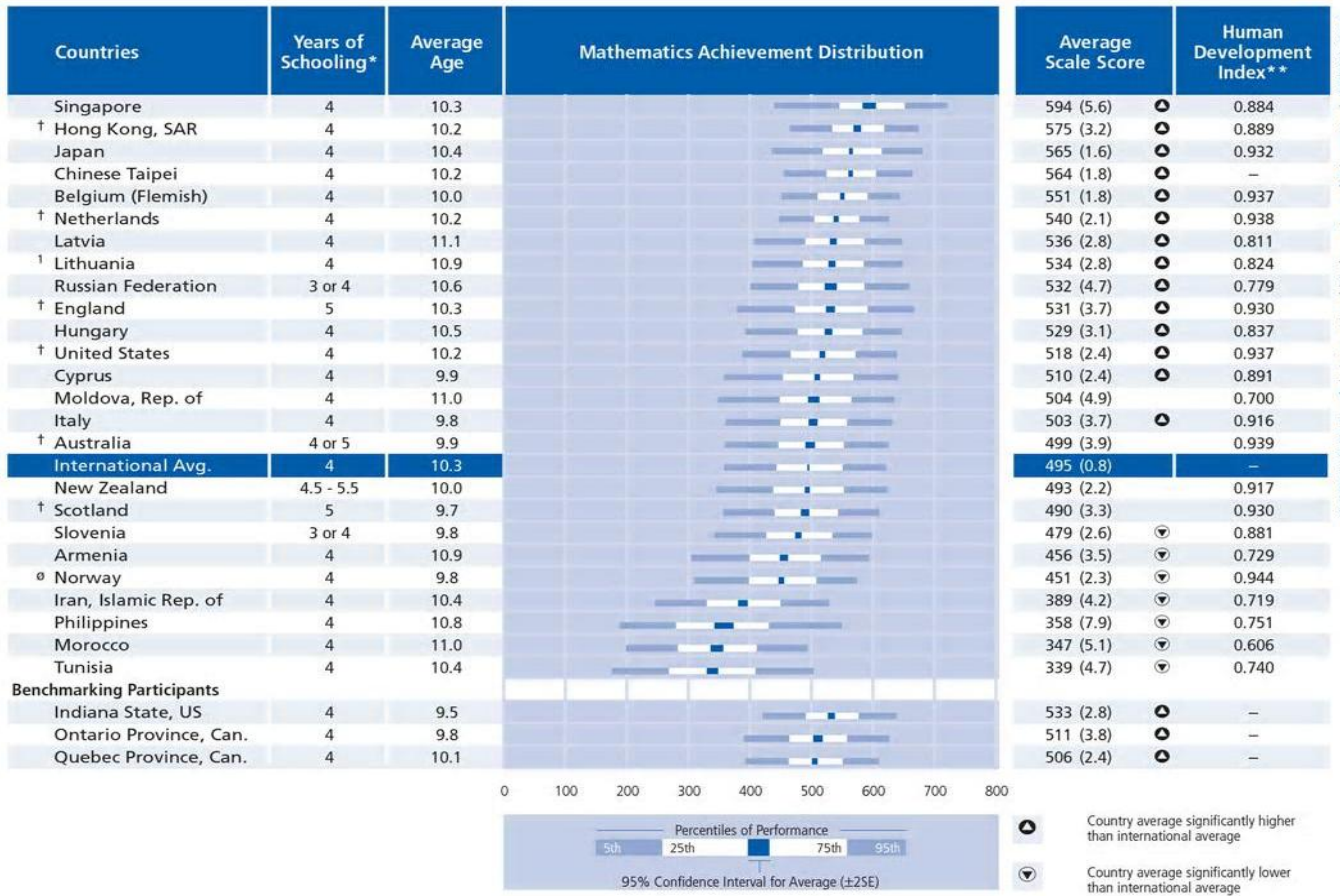 Countries Years of Schooling* Average Age Mathematics Achievement Distribution Average Scale Score Human Development Index**
Singapore 4 10.3 594 (5.6) 0.884
† Hong Kong, SAR 4 10.2 575 (3.2) 0.889
Japan 4 10.4 565 (1.6) 0.932
Chinese Taipei 4 10.2 564 (1.8) –
Belgium (Flemish) 4 10.0 551 (1.8) 0.937
† Netherlands 4 10.2 540 (2.1) 0.938
Latvia 4 11.1 536 (2.8) 0.811
¹ Lithuania 4 10.9 534 (2.8) 0.824
Russian Federation 3 or 4 10.6 532 (4.7) 0.779
† England 5 10.3 531 (3.7) 0.930
Hungary 4 10.5 529 (3.1) 0.837
† United States 4 10.2 518 (2.4) 0.937
Cyprus 4 9.9 510 (2.4) 0.891
Moldova, Rep. of 4 11.0 504 (4.9) 0.700
Italy 4 9.8 503 (3.7) 0.916
† Australia 4 or 5 9.9 499 (3.9) 0.939
International Avg. 4 10.3 495 (0.8) –
New Zealand 4.5 - 5.5 10.0 493 (2.2) 0.917
† Scotland 5 9.7 490 (3.3) 0.930
Slovenia 3 or 4 9.8 479 (2.6) 0.881
Armenia 4 10.9 456 (3.5) 0.729
ø Norway 4 9.8 451 (2.3) 0.944
Iran, Islamic Rep. of 4 10.4 389 (4.2) 0.719
Philippines 4 10.8 358 (7.9) 0.751
Morocco 4 11.0 347 (5.1) 0.606
Tunisia 4 10.4 339 (4.7) 0.740
Benchmarking Participants
Indiana State, US 4 9.5 533 (2.8) –
Ontario Province, Can. 4 9.8 511 (3.8) –
Quebec Province, Can. 4 10.1 506 (2.4) –
0 100 200 300 400 500 600 700 800
Percentiles of Performance
5th 25th 75th 95th
95% Confidence Interval for Average (±2SE)
Country average significantly higher
than international average
Country average significantly lower
than international average